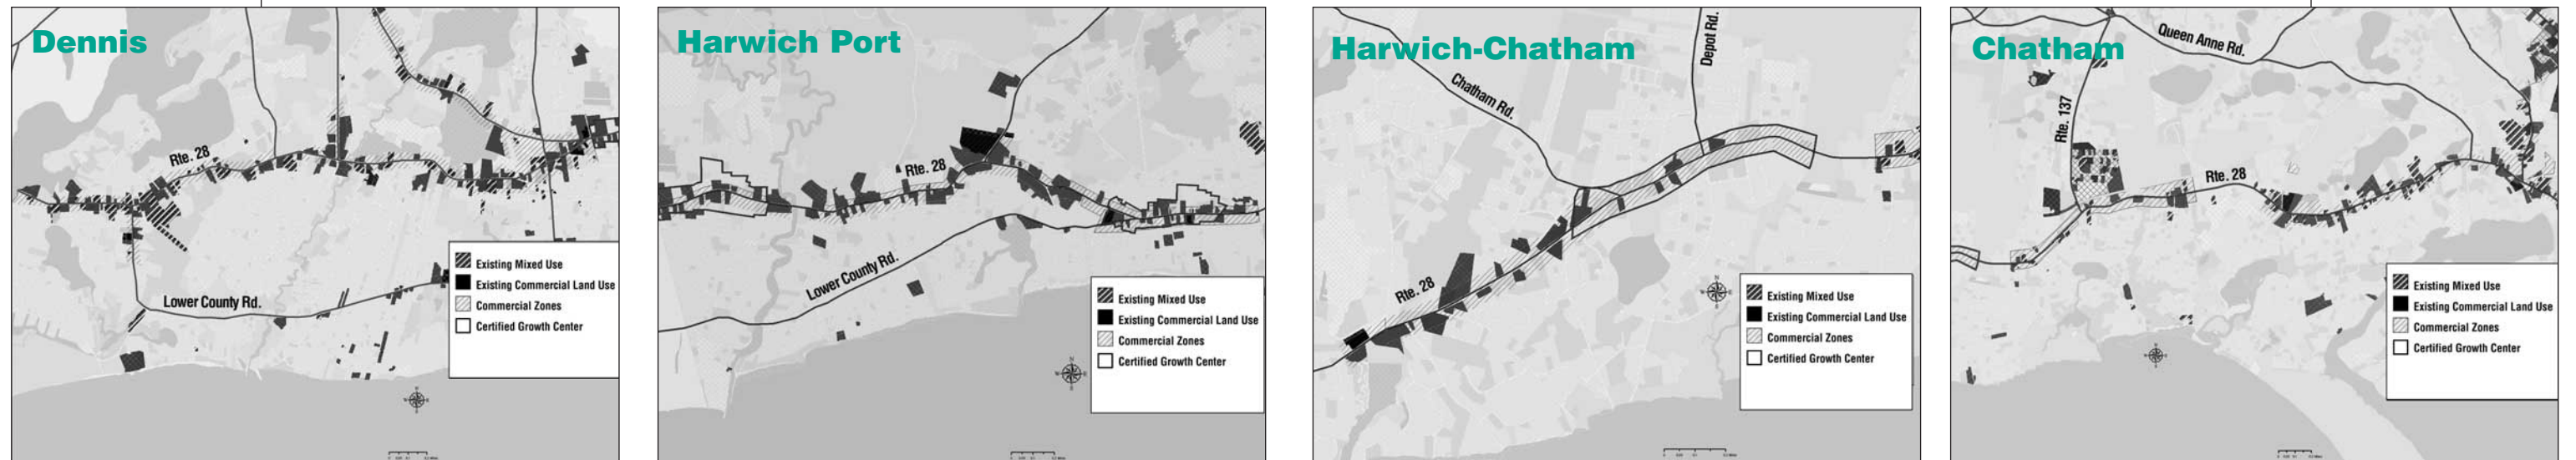 Dennis
Rte. 28
Lower County Rd.
Existing Mixed Use
Existing Commercial Land Use
Commercial Zones
Certified Growth Center
Harwich Port
Rte. 28
Lower County Rd.
Existing Mixed Use
Existing Commercial Land Use
Commercial Zones
Certified Growth Center
Harwich-Chatham
Depot Rd.
Chatham Rd.
Rte. 28
Existing Mixed Use
Existing Commercial Land Use
Commercial Zones
Certified Growth Center
Chatham
Queen Anne Rd.
Rte. 137
Rte. 28
Existing Mixed Use
Existing Commercial Land Use
Commercial Zones
Certified Growth Center